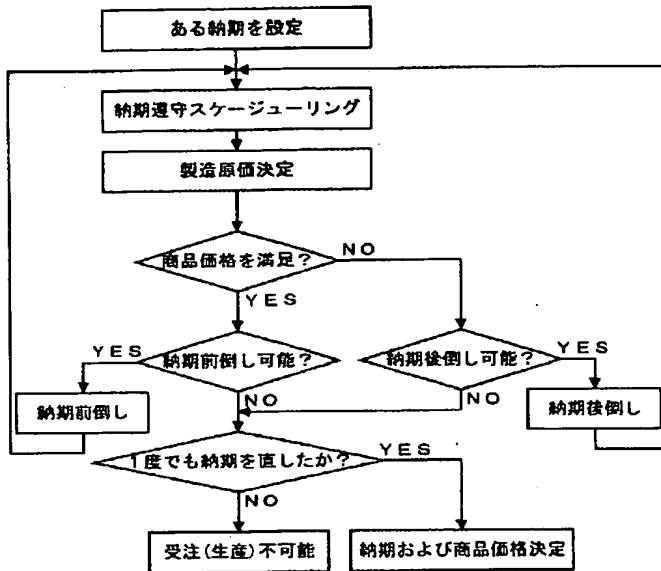 ある納期を設定
納期遵守スケージューリング
製造原価決定
商品価格を満足?
NO
YES
YES
納期前倒し可能?
納期後倒し可能?
YES
納期前倒し
NO
NO
納期後倒し
1度でも納期を直したか?
YES
NO
受注(生産)不可能
納期および商品価格決定